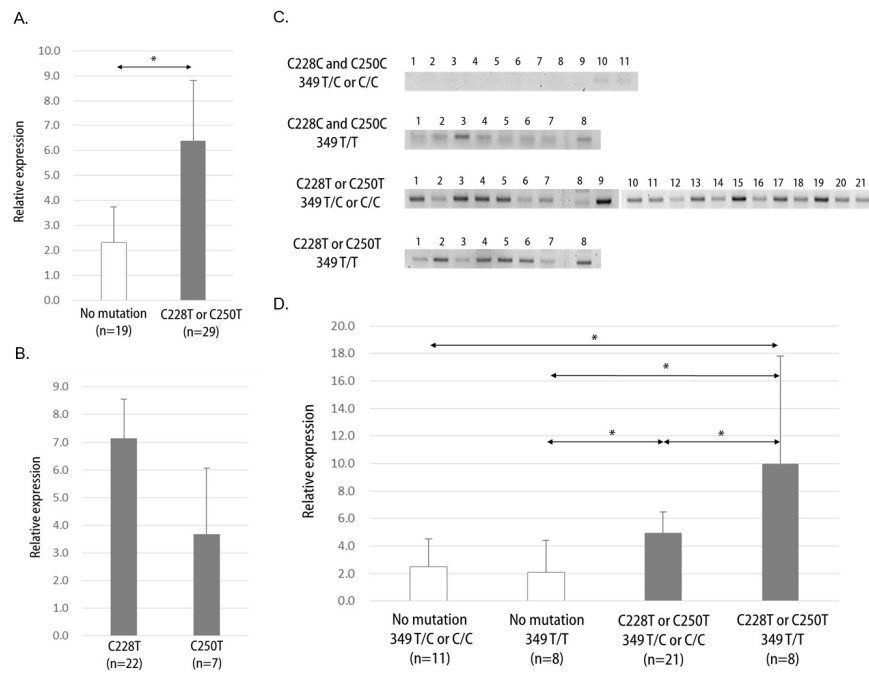 A.
10.0
9.0
8.0
7.0
6.0
5.0
4.0
3.0
2.0
1.0
0.0
Relative expression
*
No mutation
(n=19)
C228T or C250T
(n=29)
B.
9.0
8.0
7.0
6.0
5.0
4.0
3.0
2.0
1.0
0.0
Relative expression
C228T
(n=22)
C250T
(n=7)
C.
C228C and C250C
349 T/C or C/C
1 2 3 4 5 6 7 8 9 10 11
C228C and C250C
349 T/T
1 2 3 4 5 6 7 8
C228T or C250T
349 T/C or C/C
1 2 3 4 5 6 7 8 9 10 11 12 13 14 15 16 17 18 19 20 21
C228T or C250T
349 T/T
1 2 3 4 5 6 7 8
D.
20.0
18.0
16.0
14.0
12.0
10.0
8.0
6.0
4.0
2.0
0.0
Relative expression
*
*
* *
No mutation
349 T/C or C/C
(n=11)
No mutation
349 T/T
(n=8)
C228T or C250T
349 T/C or C/C
(n=21)
C228T or C250T
349 T/T
(n=8)